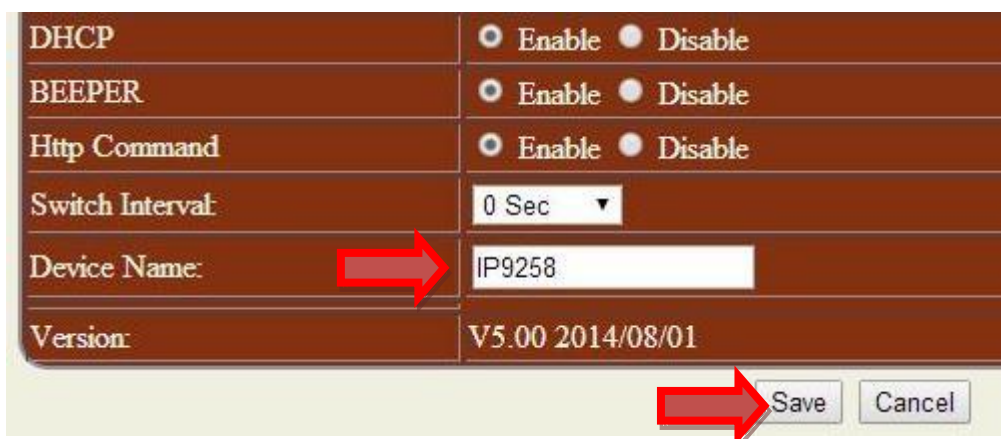 DHCP Enable Disable
BEEPER Enable Disable
Http Command Enable Disable
Switch Interval: 0 Sec
Device Name: IP9258
Version: V5.00 2014/08/01
Save Cancel